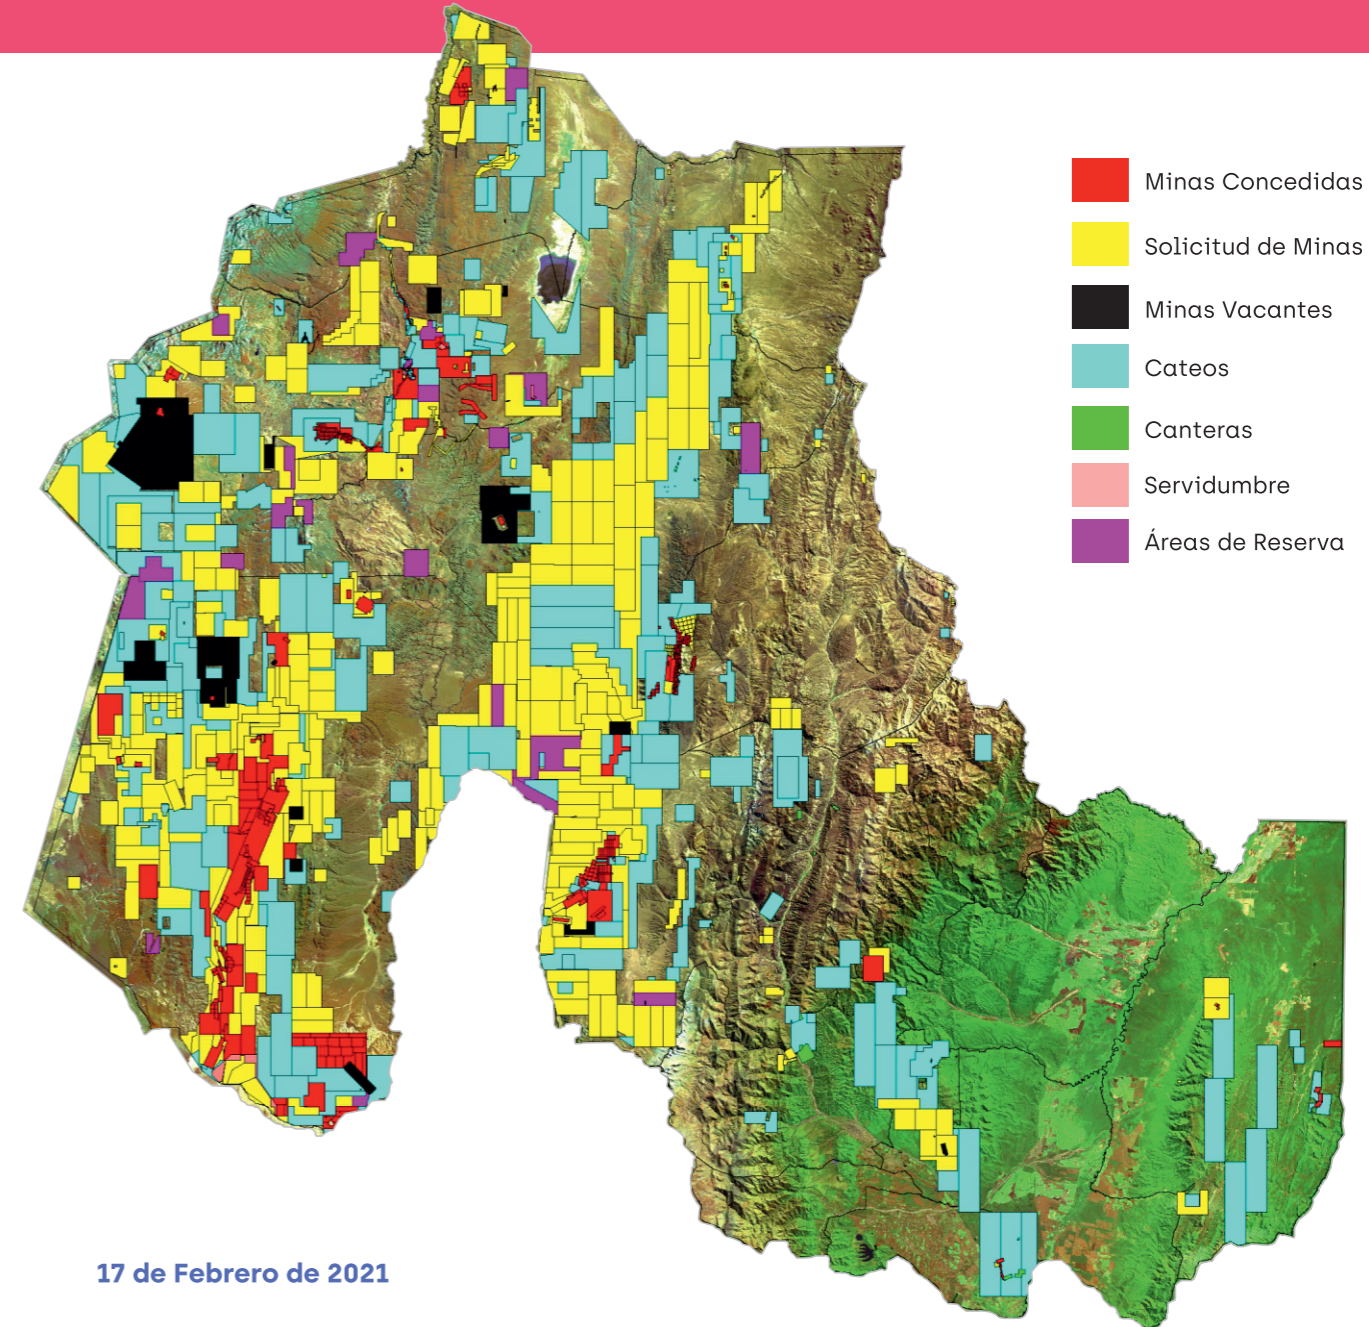 Minas Concedidas
Solicitud de Minas
Minas Vacantes
Cateos
Canteras
Servidumbre
Áreas de Reserva
17 de Febrero de 2021